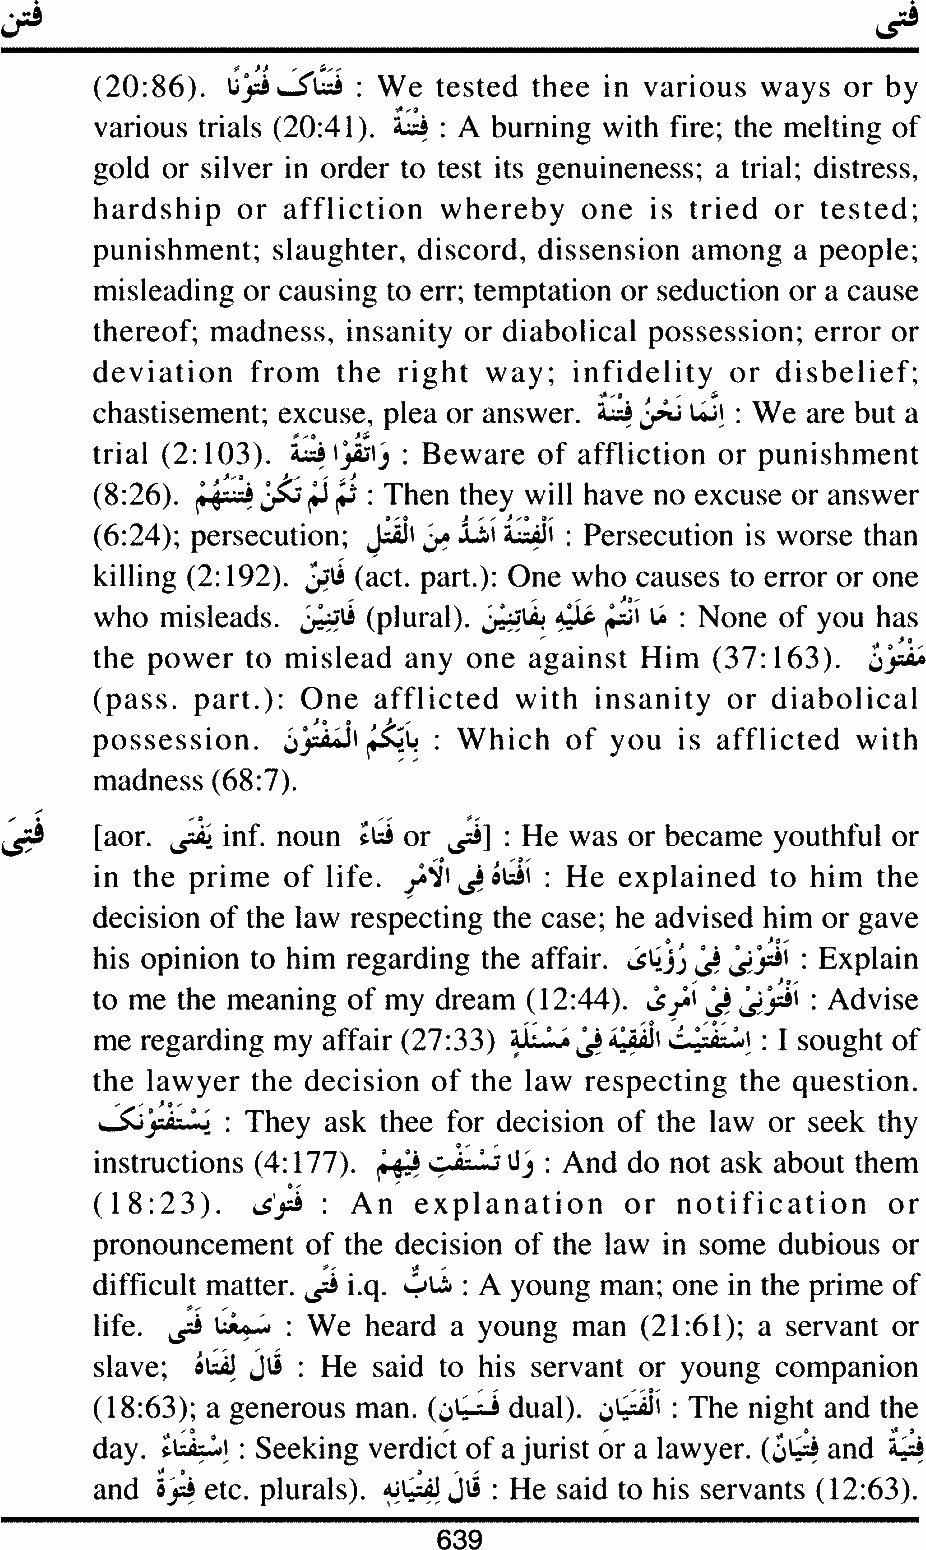 فتن فتی
(20:86). فَتَنَّاکَ فُتُوْنًا : We tested thee in various ways or by
various trials (20:41). فِتْنَةٌ : A burning with fire; the melting of
gold or silver in order to test its genuineness; a trial; distress,
hardship or affliction whereby one is tried or tested;
punishment; slaughter, discord, dissension among a people;
misleading or causing to err; temptation or seduction or a cause
thereof; madness, insanity or diabolical possession; error or
deviation from the right way; infidelity or disbelief;
chastisement; excuse, plea or answer. اِنَّمَا نَحْنُ فِتْنَةٌ : We are but a
trial (2:103). وَاتَّقُوْا فِتْنَةً : Beware of affliction or punishment
(8:26). ثُمَّ لَمْ تَکُنْ فِتْنَتُهُمْ : Then they will have no excuse or answer
(6:24); persecution; اَلْفِتْنَةُ اَشَدُّ مِنَ الْقَتْلِ : Persecution is worse than
killing (2:192). فَاتِنٌ (act. part.): One who causes to error or one
who misleads. فَاتِنِیْنَ (plural). مَا اَنْتُمْ عَلَیْهِ بِفَاتِنِیْنَ : None of you has
the power to mislead any one against Him (37:163). مَفْتُوْنٌ
(pass. part.): One afflicted with insanity or diabolical
possession. بِاَیِّکُمُ الْمَفْتُوْنَ : Which of you is afflicted with
madness (68:7).
فَتِیَ [aor. یَفْتٰی inf. noun فَتَاءٌ or فَتًی] : He was or became youthful or
in the prime of life. اَفْتَاهُ فِی الْاَمْرِ : He explained to him the
decision of the law respecting the case; he advised him or gave
his opinion to him regarding the affair. اَفْتُوْنِیْ فِیْ رُؤْیَایَ : Explain
to me the meaning of my dream (12:44). اَفْتُوْنِیْ فِیْ اَمْرِیْ : Advise
me regarding my affair (27:33) اِسْتَفْتَیْتُ الْفَقِیْهَ فِیْ مَسْئَلَةٍ : I sought of
the lawyer the decision of the law respecting the question.
یَسْتَفْتُوْنَکَ : They ask thee for decision of the law or seek thy
instructions (4:177). وَلَا تَسْتَفْتِ فِیْهِمْ : And do not ask about them
(18:23). فَتْوٰی : An explanation or notification or
pronouncement of the decision of the law in some dubious or
difficult matter. فَتًی i.q. شَابٌّ : A young man; one in the prime of
life. سَمِعْنَا فَتًی : We heard a young man (21:61); a servant or
slave; قَالَ لِفَتَاهُ : He said to his servant or young companion
(18:63); a generous man. (فَتَیَانِ dual). اَلْفَتَیَانِ : The night and the
day. اِسْتِفْتَاءٌ : Seeking verdict of a jurist or a lawyer. (فِتْیَانٌ and فِتْیَةٌ
and فِتْوَةٌ etc. plurals). قَالَ لِفِتْیَانِهِ : He said to his servants (12:63).
639